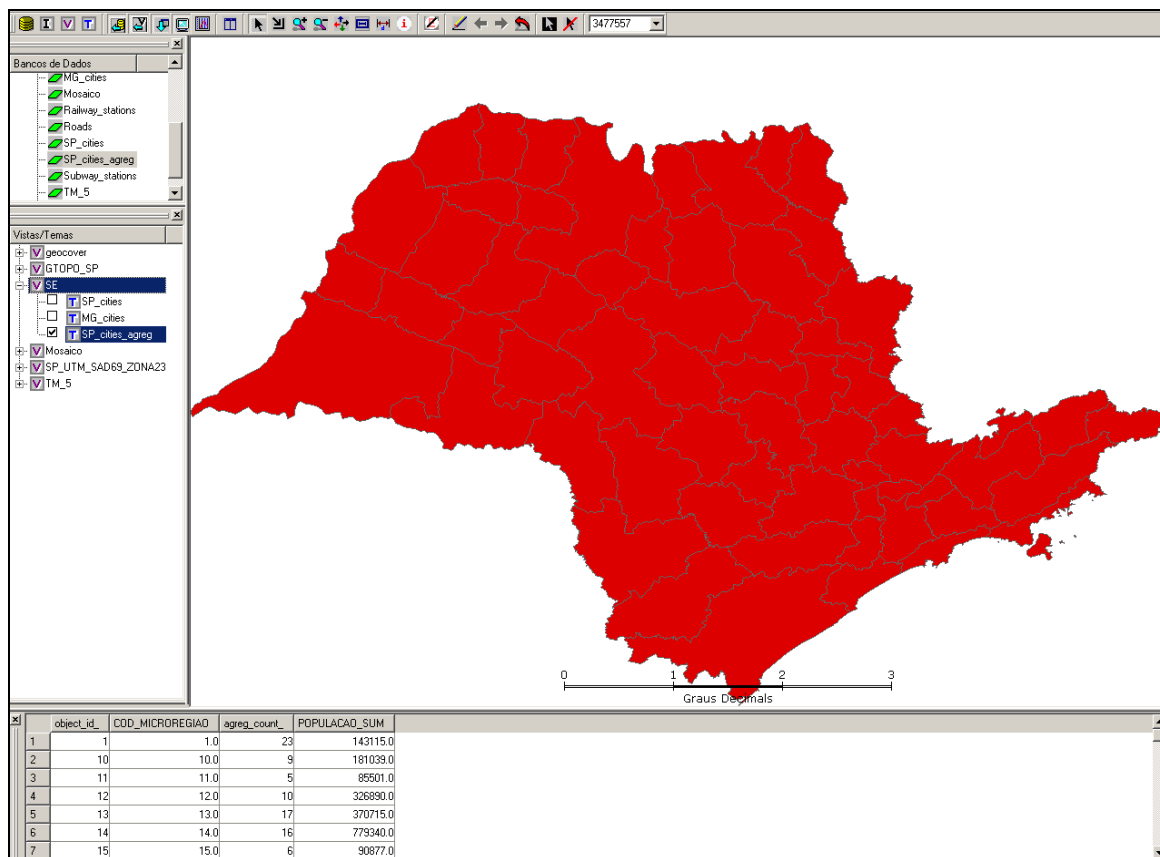 I V T i 3477557
Bancos de Dados
MG_cities
Mosaico
Railway_stations
Roads
SP_cities
SP_cities_agreg
Subway_stations
TM_5
Vistas/Temas
V geocover
V GTOPO_SP
V SE
T SP_cities
T MG_cities
T SP_cities_agreg
V Mosaico
V SP_UTM_SAD69_ZONA23
V TM_5
0 1 2 3
Graus Decimals
object_id_ COD_MICROREGIAO agreg_count_ POPULACAO_SUM
1 1 1.0 23 143115.0
2 10 10.0 9 181039.0
3 11 11.0 5 85501.0
4 12 12.0 10 326890.0
5 13 13.0 17 370715.0
6 14 14.0 16 779340.0
7 15 15.0 6 90877.0